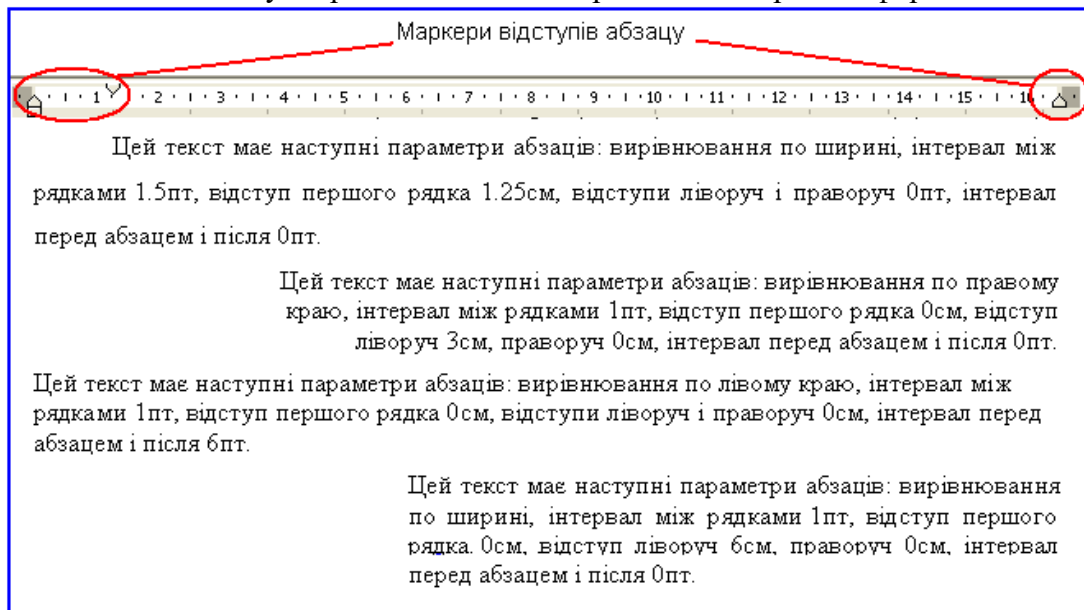 Маркери відступів абзацу
1 2 3 4 5 6 7 8 9 10 11 12 13 14 15 16
Цей текст має наступні параметри абзаців: вирівнювання по ширині, інтервал між
рядками 1.5пт, відступ першого рядка 1.25см, відступи ліворуч і праворуч 0пт, інтервал
перед абзацем і після 0пт.
Цей текст має наступні параметри абзаців: вирівнювання по правому
краю, інтервал між рядками 1пт, відступ першого рядка 0см, відступ
ліворуч 3см, праворуч 0см, інтервал перед абзацем і після 0пт.
Цей текст має наступні параметри абзаців: вирівнювання по лівому краю, інтервал між
рядками 1пт, відступ першого рядка 0см, відступи ліворуч і праворуч 0см, інтервал перед
абзацем і після 6пт.
Цей текст має наступні параметри абзаців: вирівнювання
по ширині, інтервал між рядками 1пт, відступ першого
рядка. 0см, відступ ліворуч 6см, праворуч 0см, інтервал
перед абзацем і після 0пт.